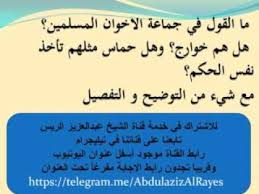 ما القول في جماعة الأخوان المسلمين؟
هل هم خوارج؟ وهل حماس مثلهم تأخذ
نفس الحكم؟
مع شيء من التوضيح و التفصيل
للاشتراك في خدمة قناة الشيخ عبدالعزيز الريس
تابعنا على قناتنا في تيليجرام
رابط القناة موجود أسفل عنوان اليوتيوب
وقريبا تجدون رابط الإجابة مفرغا تحت العنوان
https://telegram.me/AbdulazizAlRayes